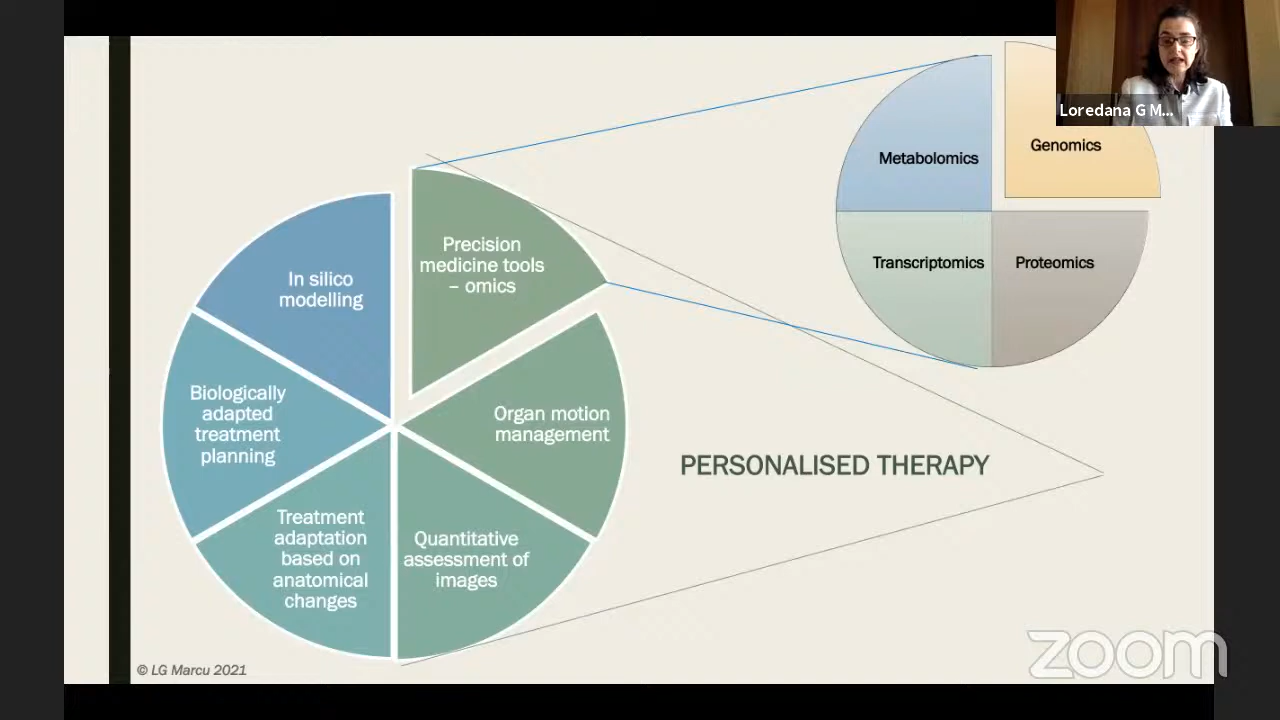 Loredana G M...
Metabolomics
Genomics
Transcriptomics
Proteomics
Precision
medicine tools
– omics
In silico
modelling
Biologically
adapted
treatment
planning
Organ motion
management
PERSONALISED THERAPY
Treatment
adaptation
based on
anatomical
changes
Quantitative
assessment of
images
© LG Marcu 2021
zoom